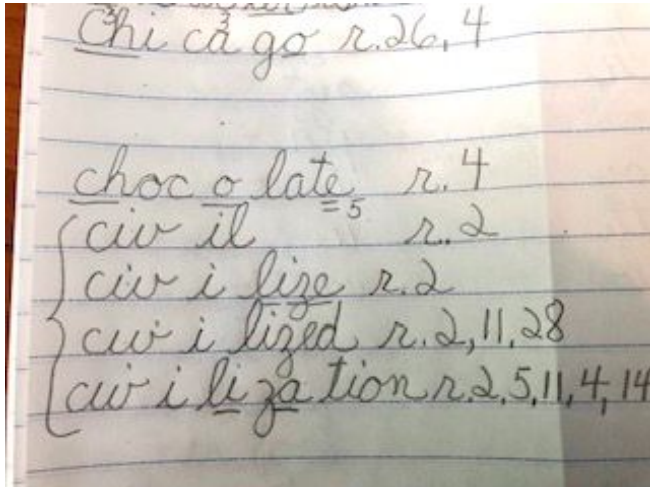 Chi ca go r. 26, 4
choc o late 5 r. 4
civ il r. 2
civ i lize r. 2
civ i lized r. 2, 11, 28
civ i li za tion r. 2, 5, 11, 4, 14